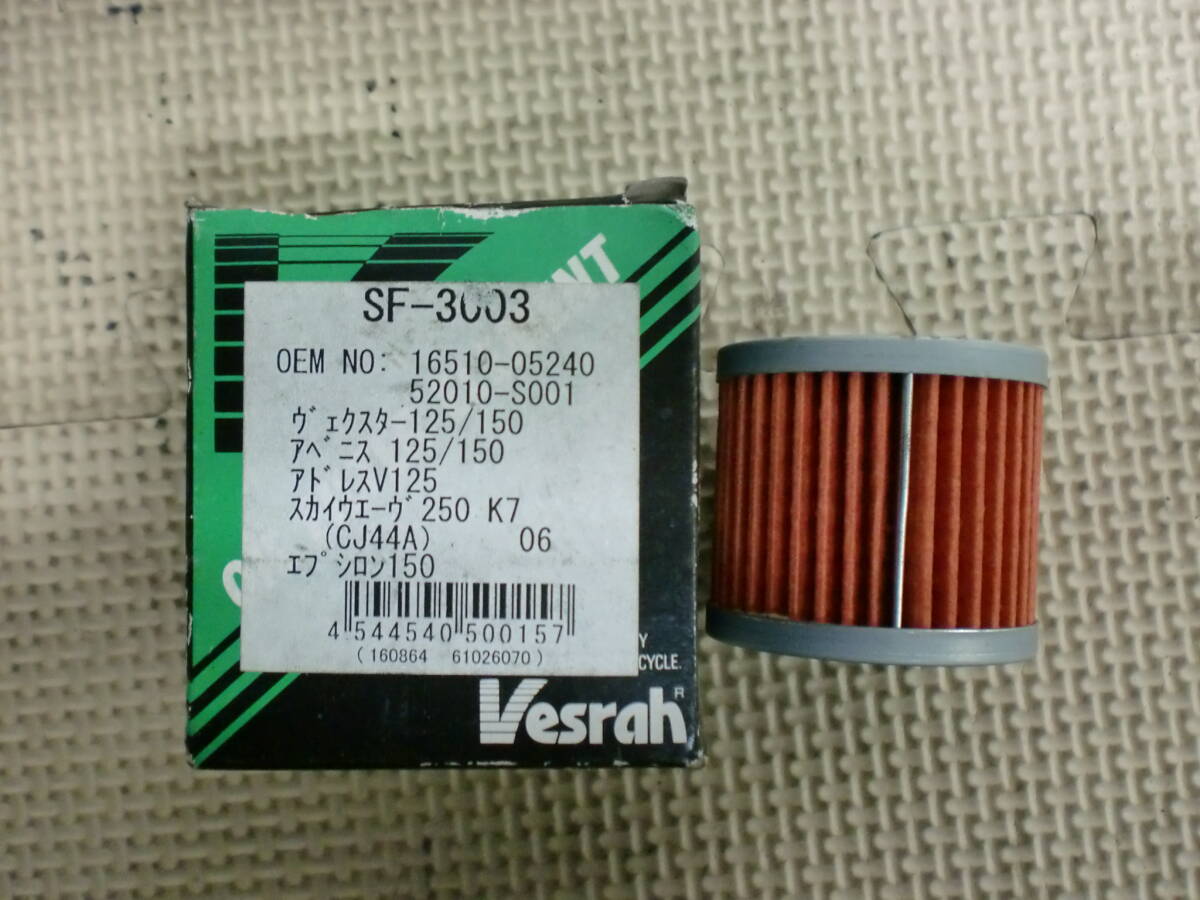 SF-3003
OEM NO: 16510-05240
52010-S001
ｳﾞｪｸｽﾀｰ125/150
ｱﾍﾞﾆｽ 125/150
ｱﾄﾞﾚｽV125
ｽｶｲｳｴｰｳﾞ250 K7
(CJ44A) 06
ｴﾌﾟｼﾛﾝ150
4 544540 500157
(160864 61026070)
CYCLE.
Vesrah R